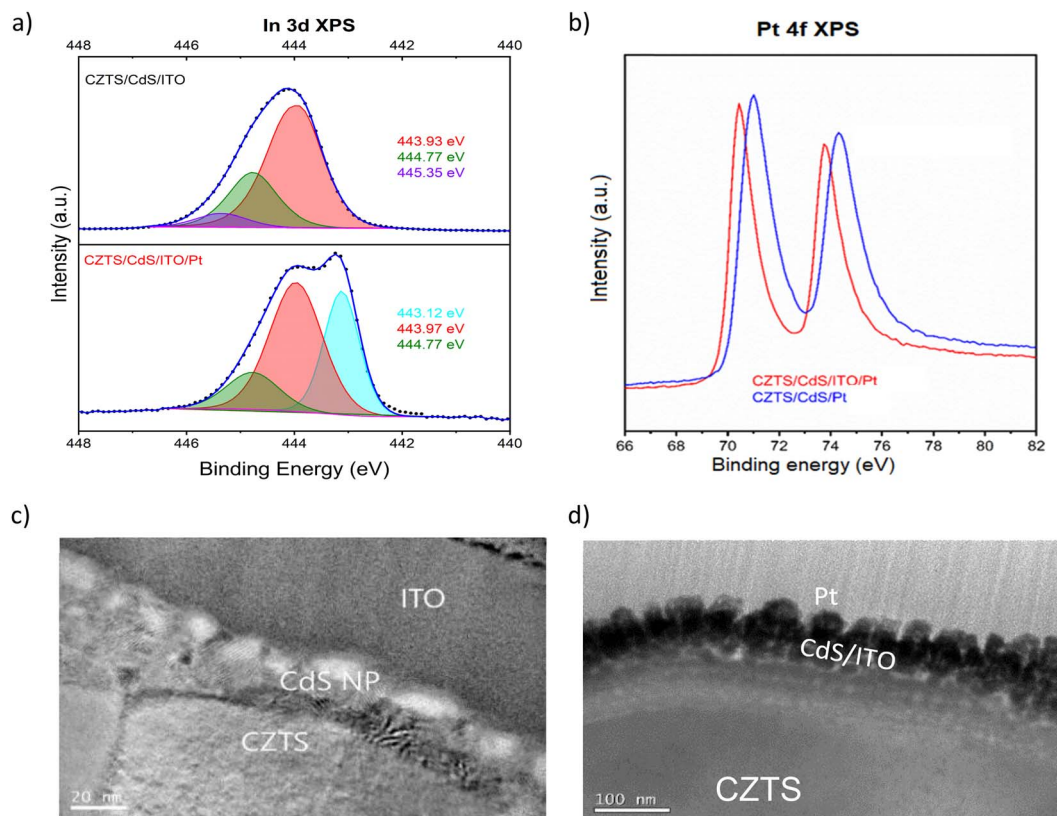 a)
In 3d XPS
448 446 444 442 440
CZTS/CdS/ITO
443.93 eV
444.77 eV
445.35 eV
CZTS/CdS/ITO/Pt
443.12 eV
443.97 eV
444.77 eV
Intensity (a.u.)
448 446 444 442 440
Binding Energy (eV)
b)
Pt 4f XPS
Intensity (a.u.)
CZTS/CdS/ITO/Pt
CZTS/CdS/Pt
66 68 70 72 74 76 78 80 82
Binding energy (eV)
c)
ITO
CdS NP
CZTS
20 nm
d)
Pt
CdS/ITO
CZTS
100 nm